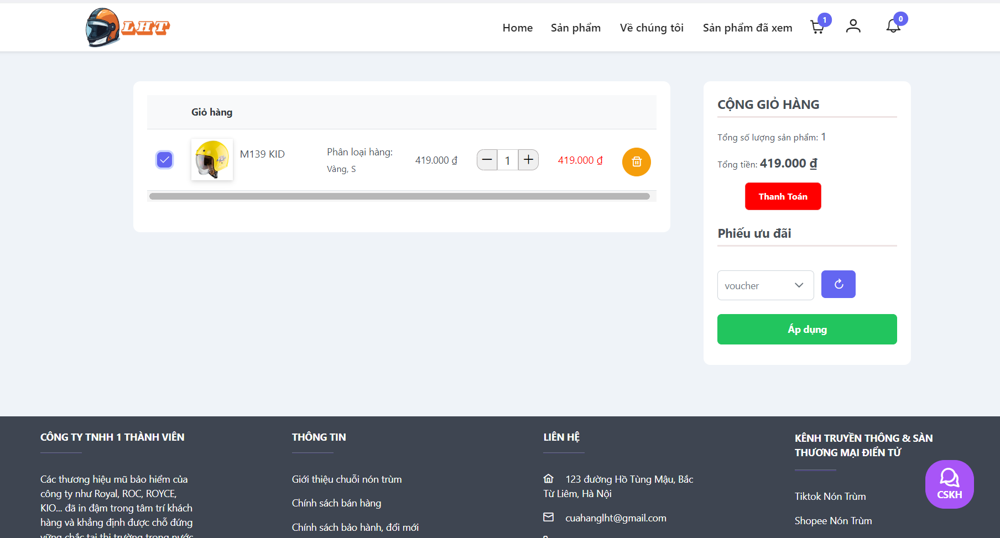 LHT
Home
Sản phẩm
Về chúng tôi
Sản phẩm đã xem
1
0
Giỏ hàng
M139 KID
Phân loại hàng:
Vàng, S
419.000 ₫
1
419.000 ₫
CỘNG GIỎ HÀNG
Tổng số lượng sản phẩm: 1
Tổng tiền: 419.000 ₫
Thanh Toán
Phiếu ưu đãi
voucher
Áp dụng
CÔNG TY TNHH 1 THÀNH VIÊN
Các thương hiệu mũ bảo hiểm của
công ty như Royal, ROC, ROYCE,
KIO... đã in đậm trong tâm trí khách
hàng và khẳng định được chỗ đứng
vững chắc tại thị trường trong nước
THÔNG TIN
Giới thiệu chuỗi nón trùm
Chính sách bán hàng
Chính sách bảo hành, đổi mới
LIÊN HỆ
123 đường Hồ Tùng Mậu, Bắc
Từ Liêm, Hà Nội
cuahanglht@gmail.com
KÊNH TRUYỀN THÔNG & SÀN
THƯƠNG MẠI ĐIỂN TỬ
Tiktok Nón Trùm
Shopee Nón Trùm
CSKH